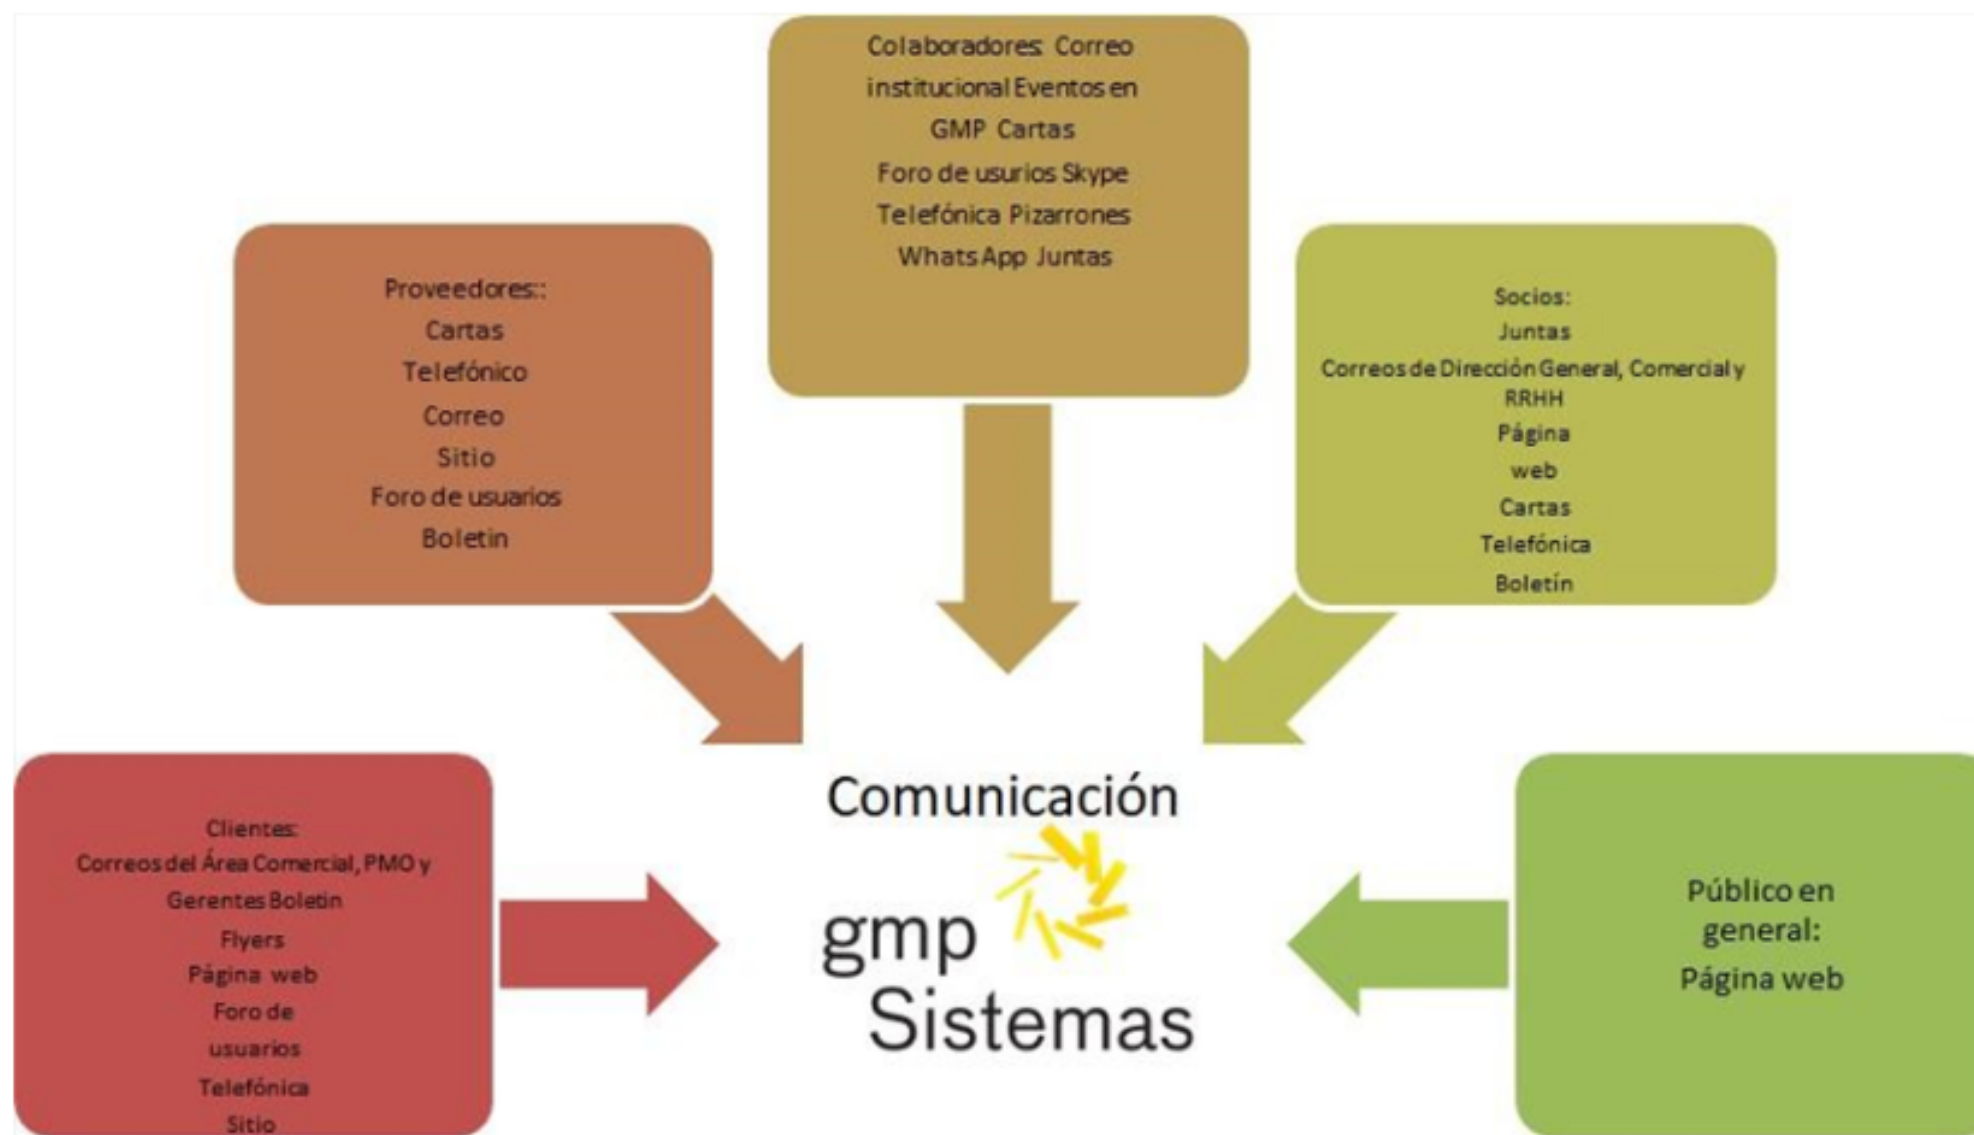 Colaboradores: Correo
institucional Eventos en
GMP Cartas
Foro de usurios Skype
Telefónica Pizarrones
WhatsApp Juntas
Proveedores::
Cartas
Telefónico
Correo
Sitio
Foro de usuarios
Boletin
Socios:
Juntas
Correos de Dirección General, Comercial y
RRHH
Página
web
Cartas
Telefónica
Boletín
Clientes:
Correos del Área Comercial, PMO y
Gerentes Boletin
Flyers
Página web
Foro de
usuarios
Telefónica
Sitio
Comunicación
gmp
Sistemas
Público en
general:
Página web